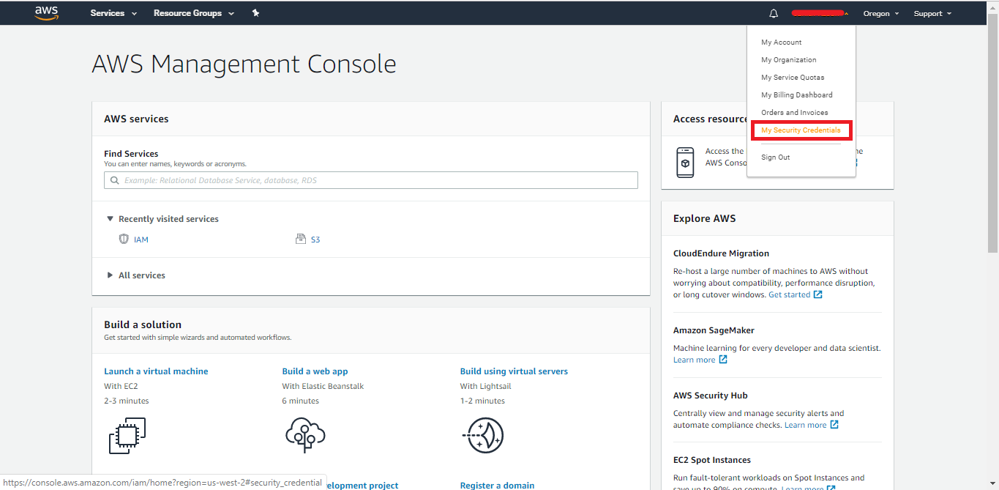 aws
Services
Resource Groups
Oregon
Support
My Account
My Organization
My Service Quotas
My Billing Dashboard
Orders and Invoices
My Security Credentials
Sign Out
AWS Management Console
AWS services
Find Services
You can enter names, keywords or acronyms.
Example: Relational Database Service, database, RDS
Recently visited services
IAM
S3
All services
Build a solution
Get started with simple wizards and automated workflows.
Launch a virtual machine
With EC2
2-3 minutes
Build a web app
With Elastic Beanstalk
6 minutes
Build using virtual servers
With Lightsail
1-2 minutes
elopment project
Register a domain
Access resource
Access the
AWS Conso
Explore AWS
CloudEndure Migration
Re-host a large number of machines to AWS without
worrying about compatibility, performance disruption,
or long cutover windows. Get started
Amazon SageMaker
Machine learning for every developer and data scientist.
Learn more
AWS Security Hub
Centrally view and manage security alerts and
automate compliance checks. Learn more
EC2 Spot Instances
Run fault-tolerant workloads on Spot Instances and
save up to 90% on compute. Learn more
https://console.aws.amazon.com/iam/home?region=us-west-2#security_credential